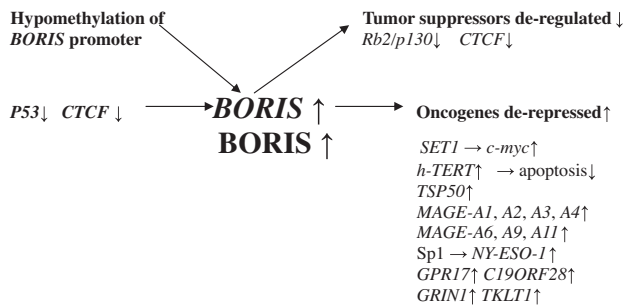 Hypomethylation of
BORIS promoter
Tumor suppressors de-regulated ↓
Rb2/p130↓ CTCF↓
P53↓ CTCF ↓
BORIS ↑
BORIS ↑
Oncogenes de-repressed↑
SET1 → c-myc↑
h-TERT↑ → apoptosis↓
TSP50↑
MAGE-A1, A2, A3, A4↑
MAGE-A6, A9, A11↑
Sp1 → NY-ESO-1↑
GPR17↑ C19ORF28↑
GRIN1↑ TKLT1↑